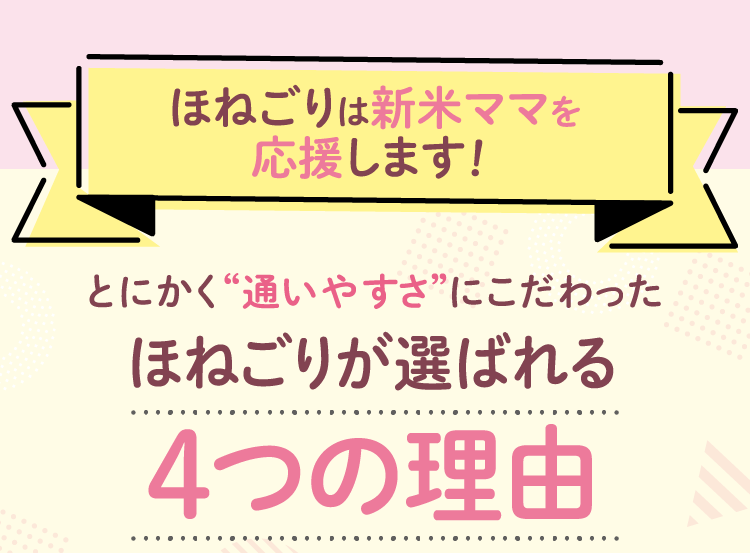 ほねごりは新米ママを
応援します!
とにかく“通いやすさ”にこだわった
ほねごりが選ばれる
4つの理由